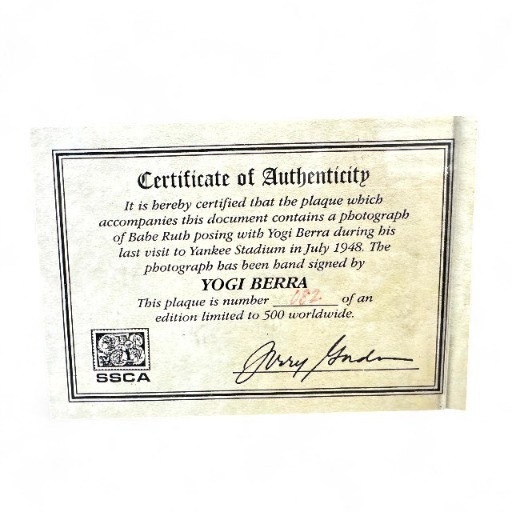 Certificate of Authenticity
It is hereby certified that the plaque which
accompanies this document contains a photograph
of Babe Ruth posing with Yogi Berra during his
last visit to Yankee Stadium in July 1948. The
photograph has been hand signed by
YOGI BERRA
This plaque is number of an
edition limited to 500 worldwide.
SSCA